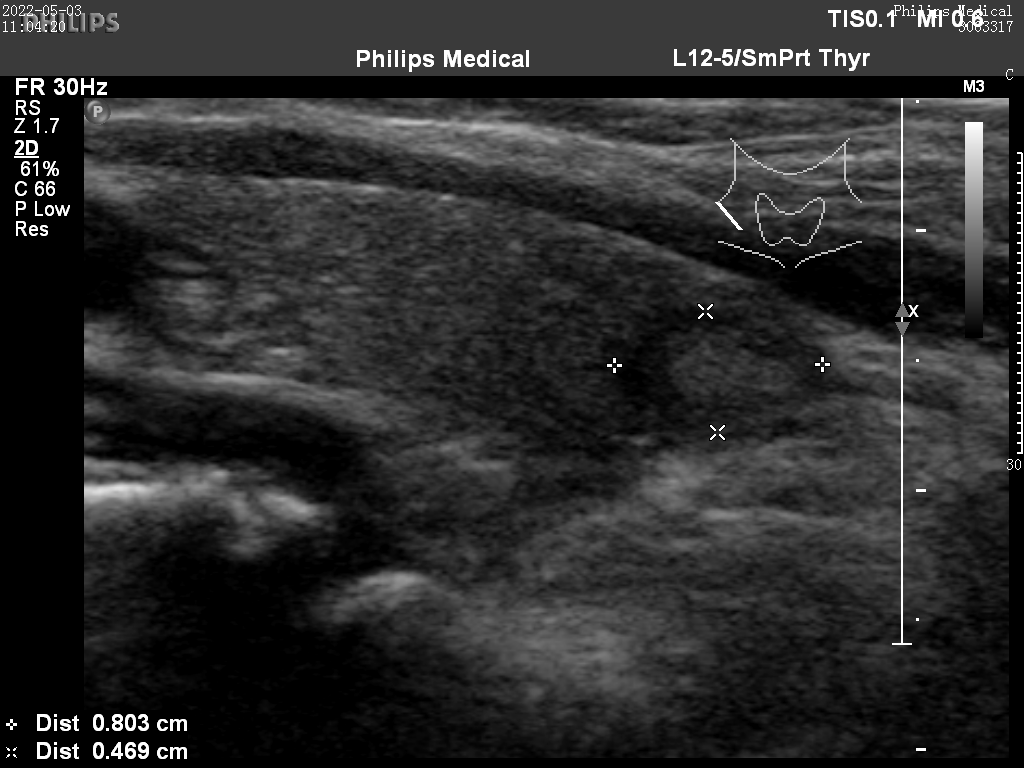 2022-05-03
11:04:20
PHILIPS
Philips Medical
TIS0.1 MI 0.6
Philips Medical
L12-5/SmPrt Thyr
C
FR 30Hz
M3
RS
Z 1.7
2D
61%
C 66
P Low
Res
P
X
30
Dist 0.803 cm
Dist 0.469 cm